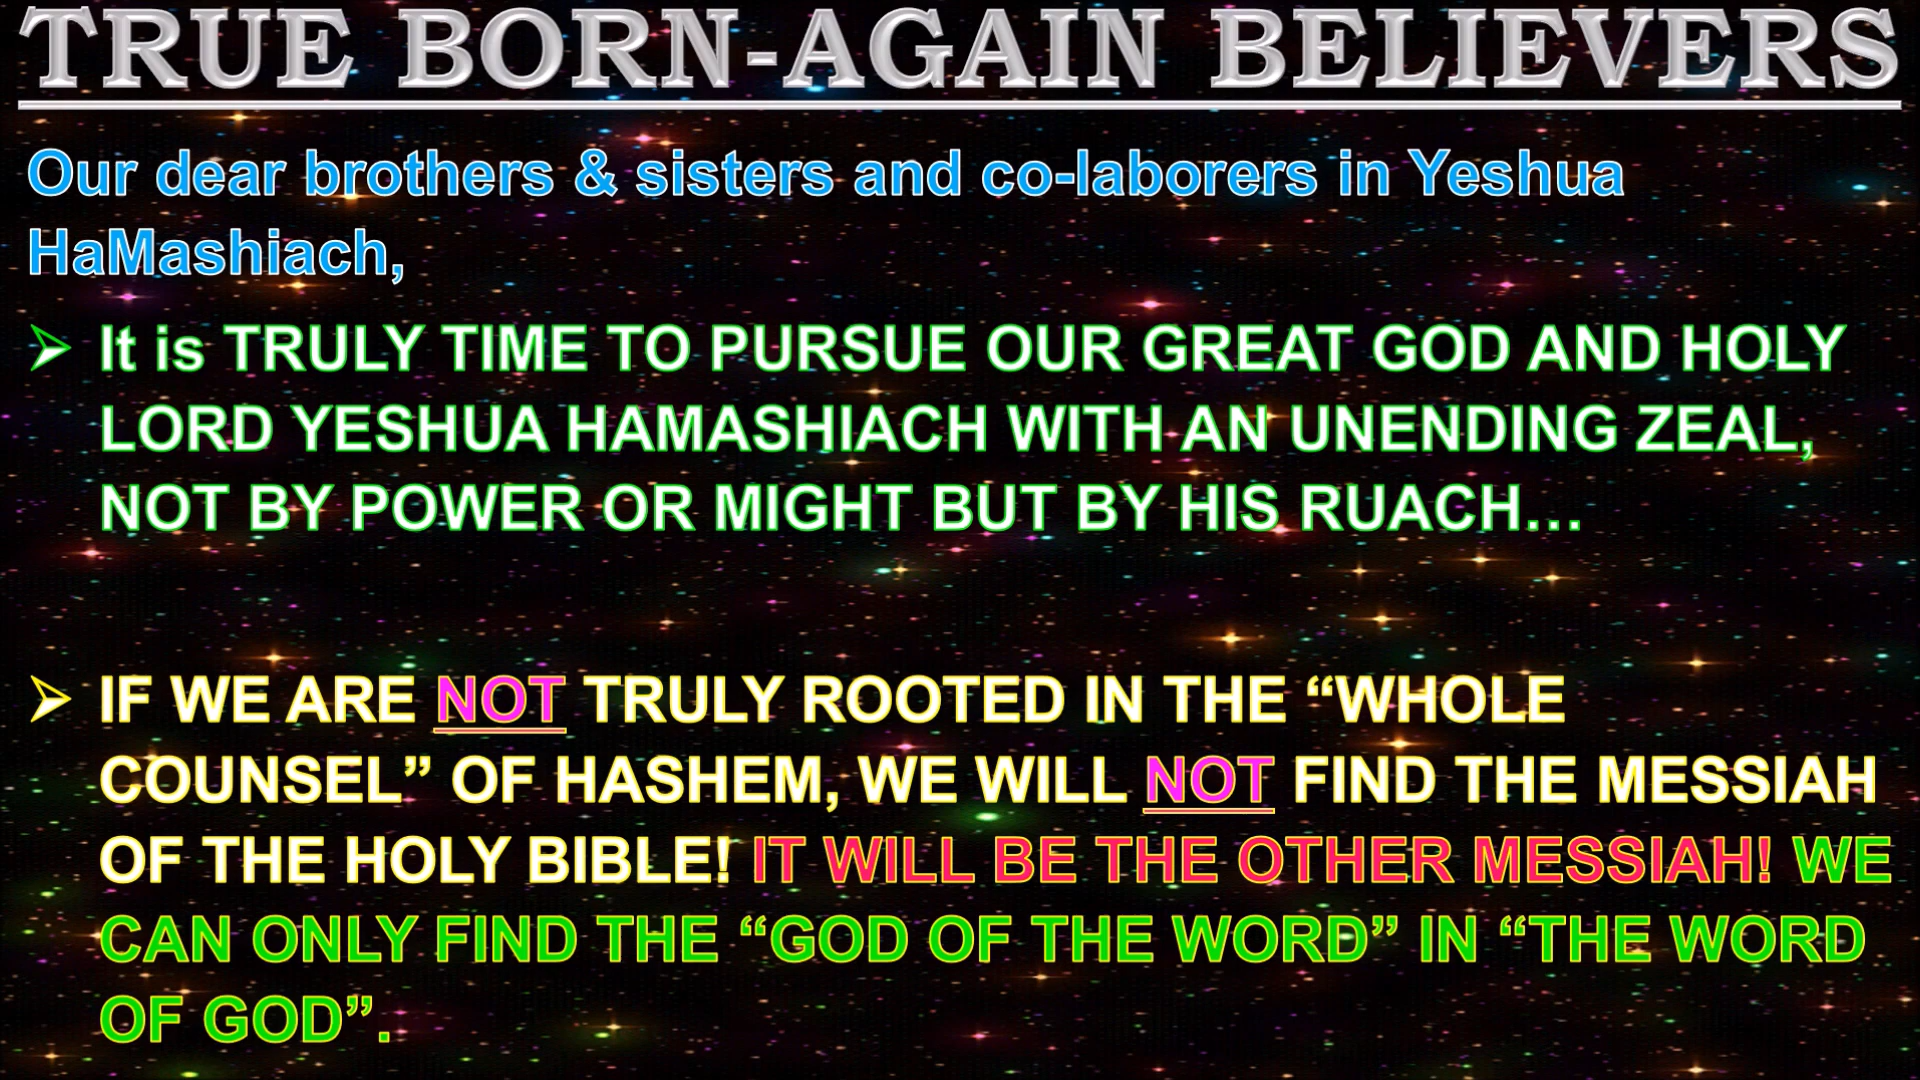 TRUE BORN-AGAIN BELIEVERS
Our dear brothers & sisters and co-laborers in Yeshua
HaMashiach,
➢ It is TRULY TIME TO PURSUE OUR GREAT GOD AND HOLY
LORD YESHUA HAMASHIACH WITH AN UNENDING ZEAL,
NOT BY POWER OR MIGHT BUT BY HIS RUACH…
➢ IF WE ARE NOT TRULY ROOTED IN THE “WHOLE
COUNSEL” OF HASHEM, WE WILL NOT FIND THE MESSIAH
OF THE HOLY BIBLE! IT WILL BE THE OTHER MESSIAH! WE
CAN ONLY FIND THE “GOD OF THE WORD” IN “THE WORD
OF GOD”.